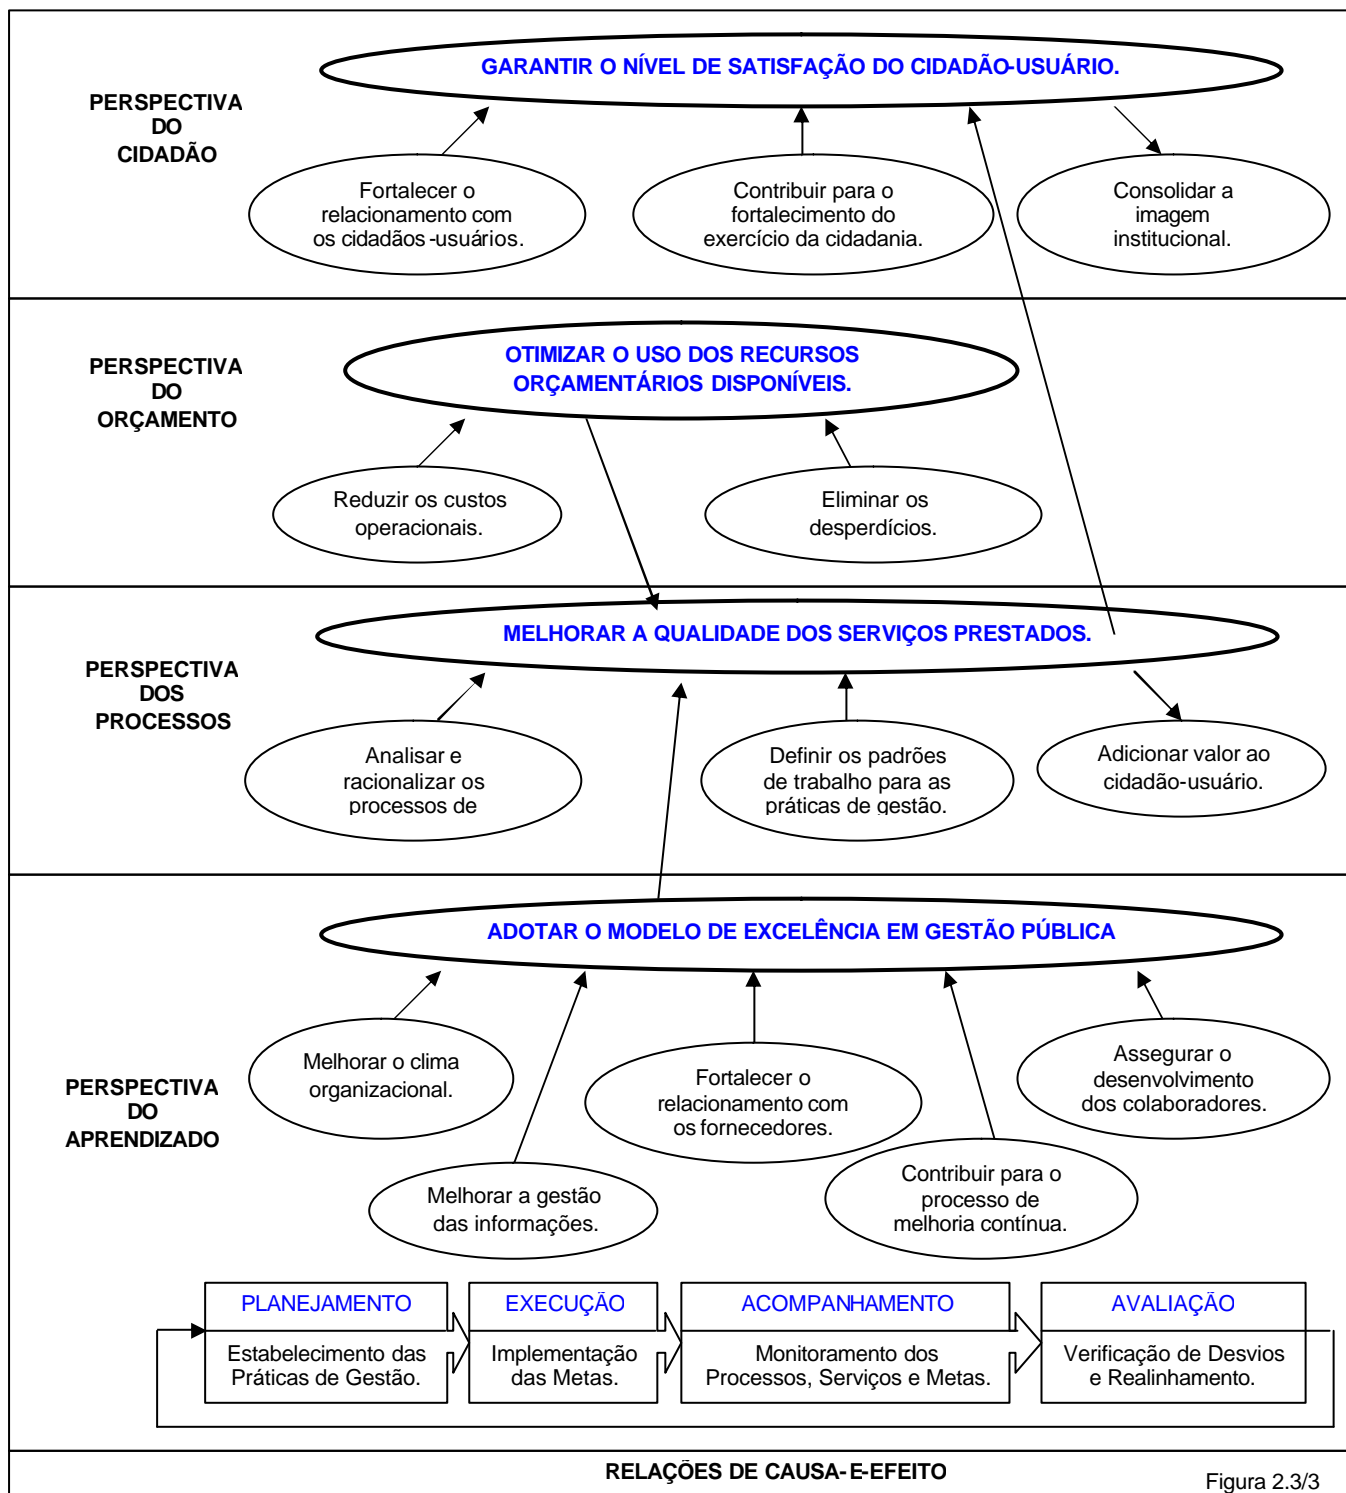 GARANTIR O NÍVEL DE SATISFAÇÃO DO CIDADÃO-USUÁRIO.
PERSPECTIVA
DO
CIDADÃO
Fortalecer o
relacionamento com
os cidadãos-usuários.
Contribuir para o
fortalecimento do
exercício da cidadania.
Consolidar a
imagem
institucional.
PERSPECTIVA
DO
ORÇAMENTO
OTIMIZAR O USO DOS RECURSOS
ORÇAMENTÁRIOS DISPONÍVEIS.
Reduzir os custos
operacionais.
Eliminar os
desperdícios.
PERSPECTIVA
DOS
PROCESSOS
MELHORAR A QUALIDADE DOS SERVIÇOS PRESTADOS.
Analisar e
racionalizar os
processos de
Definir os padrões
de trabalho para as
práticas de gestão.
Adicionar valor ao
cidadão-usuário.
ADOTAR O MODELO DE EXCELÊNCIA EM GESTÃO PÚBLICA
PERSPECTIVA
DO
APRENDIZADO
Melhorar o clima
organizacional.
Fortalecer o
relacionamento com
os fornecedores.
Assegurar o
desenvolvimento
dos colaboradores.
Melhorar a gestão
das informações.
Contribuir para o
processo de
melhoria contínua.
PLANEJAMENTO
Estabelecimento das
Práticas de Gestão.
EXECUÇÃO
Implementação
das Metas.
ACOMPANHAMENTO
Monitoramento dos
Processos, Serviços e Metas.
AVALIAÇÃO
Verificação de Desvios
e Realinhamento.
RELAÇÕES DE CAUSA-E-EFEITO
Figura 2.3/3